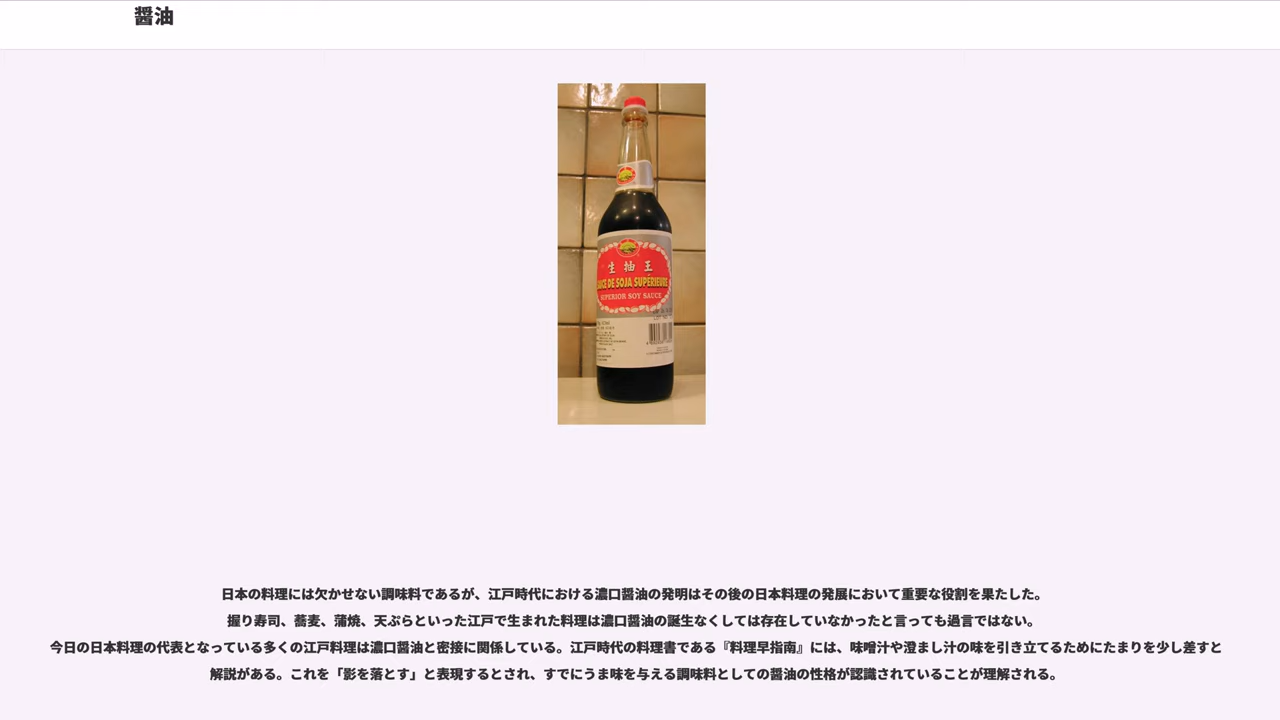 醤油
生抽王
SAUCE DE SOJA SUPÉRIEURE
SUPERIOR SOY SAUCE
日本の料理には欠かせない調味料であるが、江戸時代における濃口醤油の発明はその後の日本料理の発展において重要な役割を果たした。
握り寿司、蕎麦、蒲焼、天ぷらといった江戸で生まれた料理は濃口醤油の誕生なくしては存在していなかったと言っても過言ではない。
今日の日本料理の代表となっている多くの江戸料理は濃口醤油と密接に関係している。江戸時代の料理書である『料理早指南』には、味噌汁や澄まし汁の味を引き立てるためにたまりを少し差すと
解説がある。これを「影を落とす」と表現するとされ、すでにうま味を与える調味料としての醤油の性格が認識されていることが理解される。